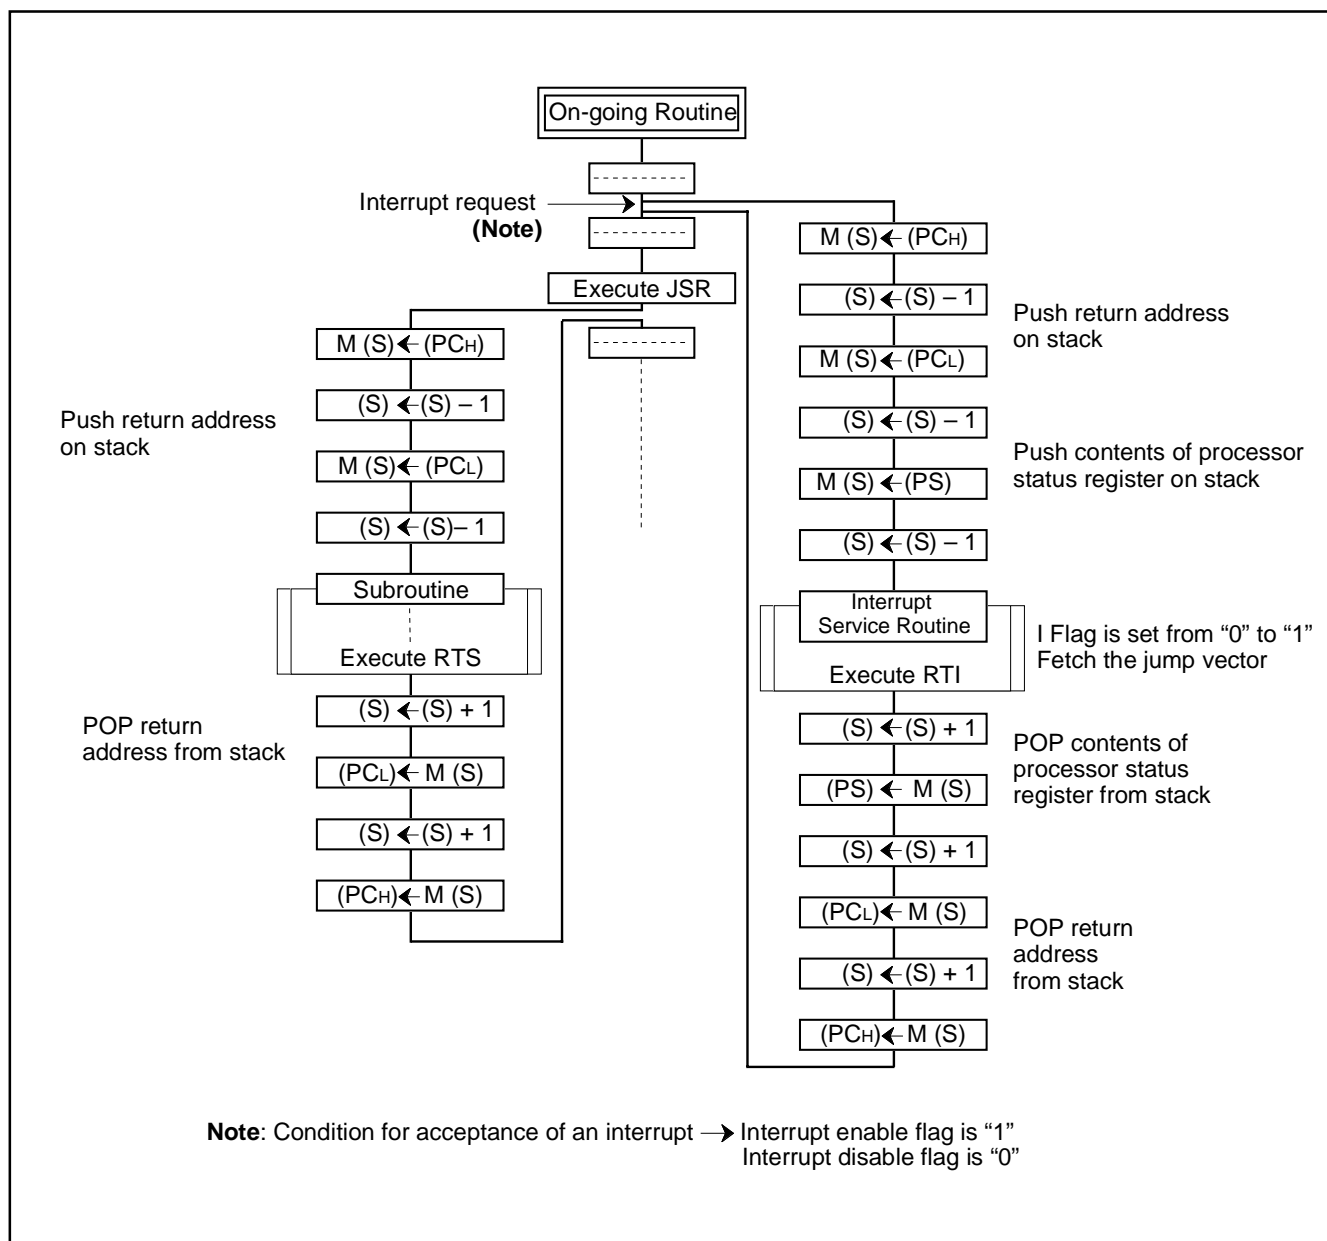 On-going Routine
Interrupt request
(Note)
Execute JSR
M (S) ← (PCH)
(S) ← (S) – 1
M (S) ← (PCL)
(S) ← (S)– 1
Push return address
on stack
Subroutine
Execute RTS
(S) ← (S) + 1
(PCL) ← M (S)
(S) ← (S) + 1
(PCH) ← M (S)
POP return
address from stack
M (S) ← (PCH)
(S) ← (S) – 1
M (S) ← (PCL)
(S) ← (S) – 1
M (S) ← (PS)
(S) ← (S) – 1
Push return address
on stack
Push contents of processor
status register on stack
Interrupt
Service Routine
Execute RTI
I Flag is set from “0” to “1”
Fetch the jump vector
(S) ← (S) + 1
(PS) ← M (S)
(S) ← (S) + 1
(PCL) ← M (S)
(S) ← (S) + 1
(PCH) ← M (S)
POP contents of
processor status
register from stack
POP return
address
from stack
Note: Condition for acceptance of an interrupt → Interrupt enable flag is “1”
Interrupt disable flag is “0”